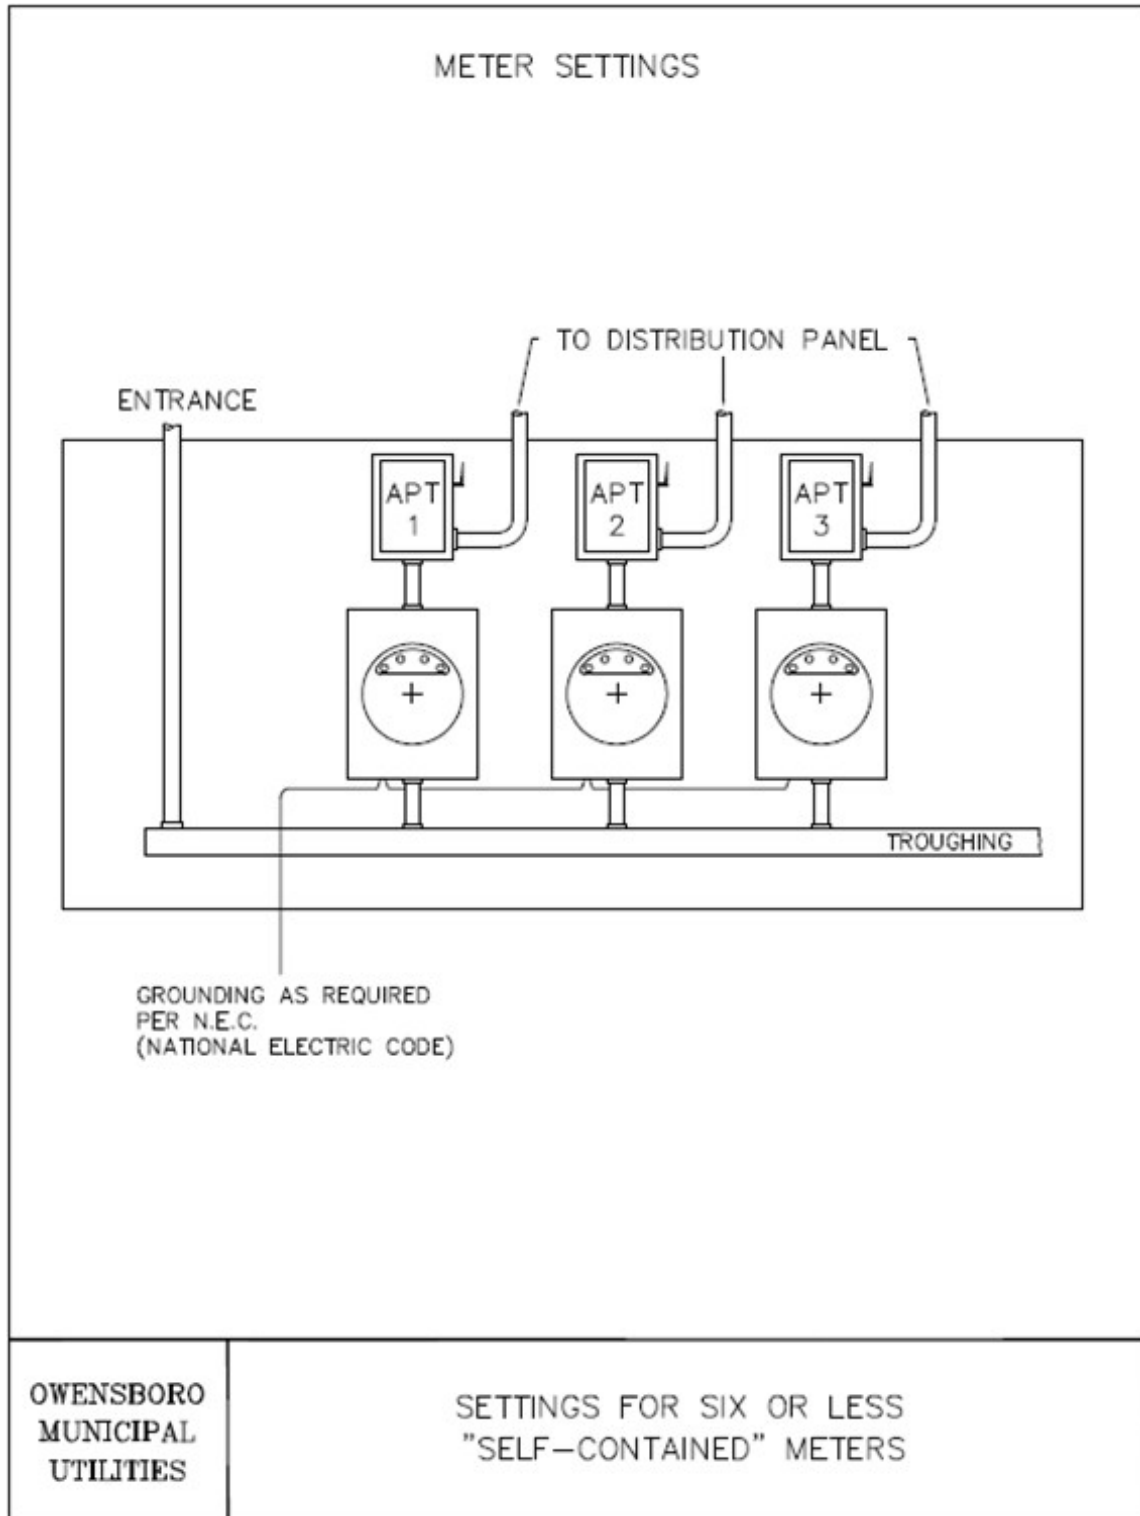 METER SETTINGS
TO DISTRIBUTION PANEL
ENTRANCE
APT
1
APT
2
APT
3
TROUGHING
GROUNDING AS REQUIRED
PER N.E.C.
(NATIONAL ELECTRIC CODE)
OWENSBORO
MUNICIPAL
UTILITIES
SETTINGS FOR SIX OR LESS
"SELF-CONTAINED" METERS